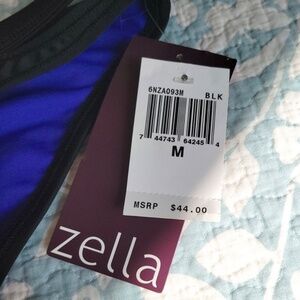 6NZA093M BLK
7 44743 64245 4
M
MSRP $44.00
zella